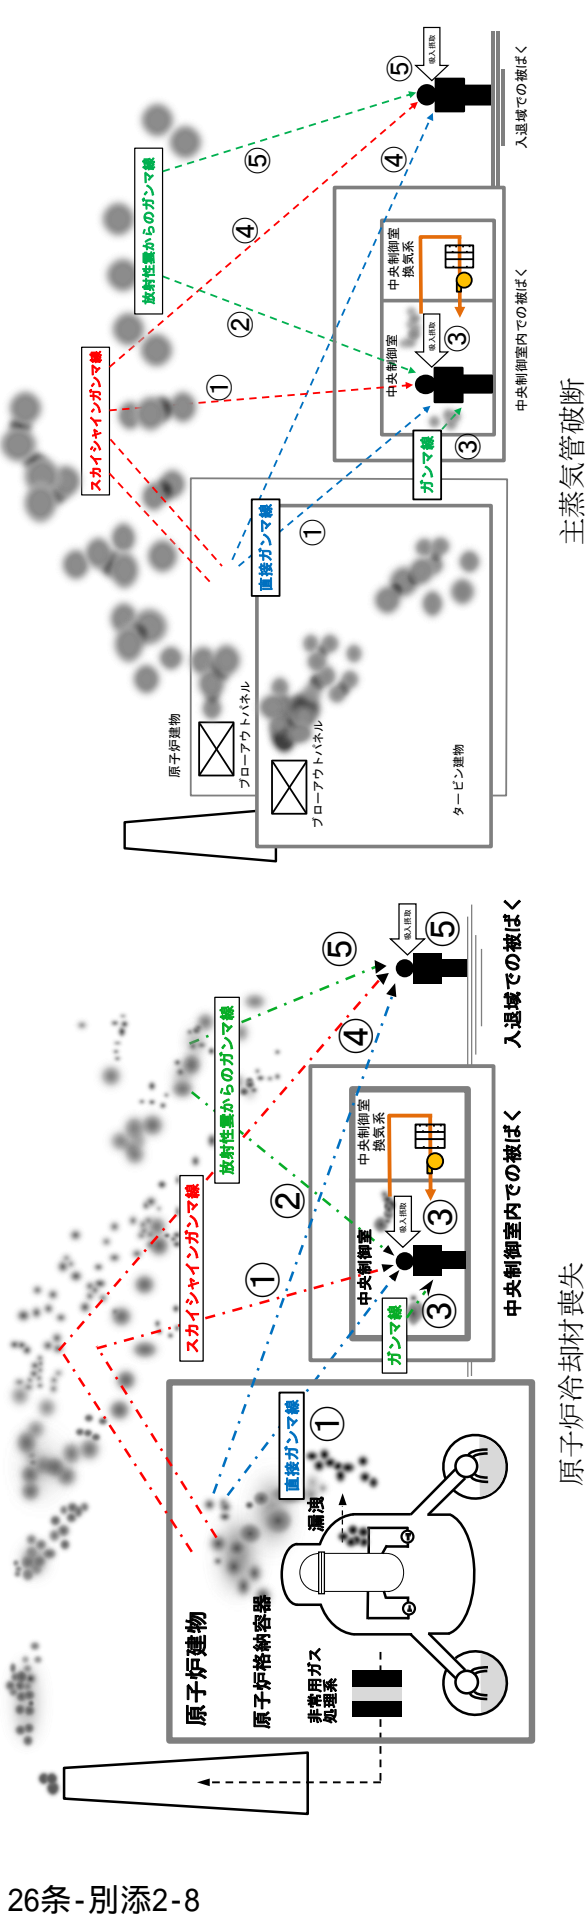 原子炉冷却材喪失
原子炉建物
原子炉格納容器
非常用ガス
処理系
漏洩
直接ガンマ線
①
スカイシャインガンマ線
①
放射性雲からのガンマ線
②
ガンマ線
③
中央制御室
吸入摂取
③
中央制御室
換気系
中央制御室内での被ばく
④
⑤
吸入摂取
⑤
入退域での被ばく
主蒸気管破断
原子炉建物
ブローアウトパネル
ブローアウトパネル
タービン建物
直接ガンマ線
①
スカイシャインガンマ線
①
放射性雲からのガンマ線
②
ガンマ線
③
中央制御室
吸入摂取
③
中央制御室
換気系
中央制御室内での被ばく
④
④
⑤
吸入摂取
⑤
入退域での被ばく
26条-別添2-8